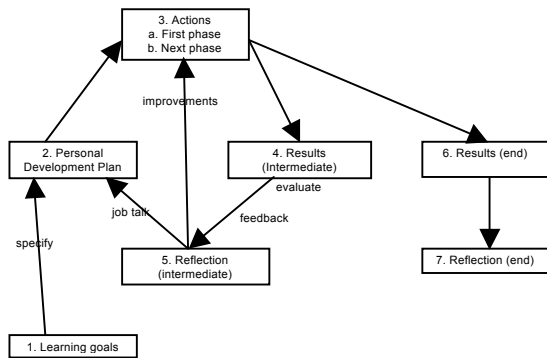 3. Actions
a. First phase
b. Next phase
improvements
2. Personal
Development Plan
4. Results
(Intermediate)
6. Results (end)
evaluate
job talk
feedback
specify
5. Reflection
(intermediate)
7. Reflection (end)
1. Learning goals